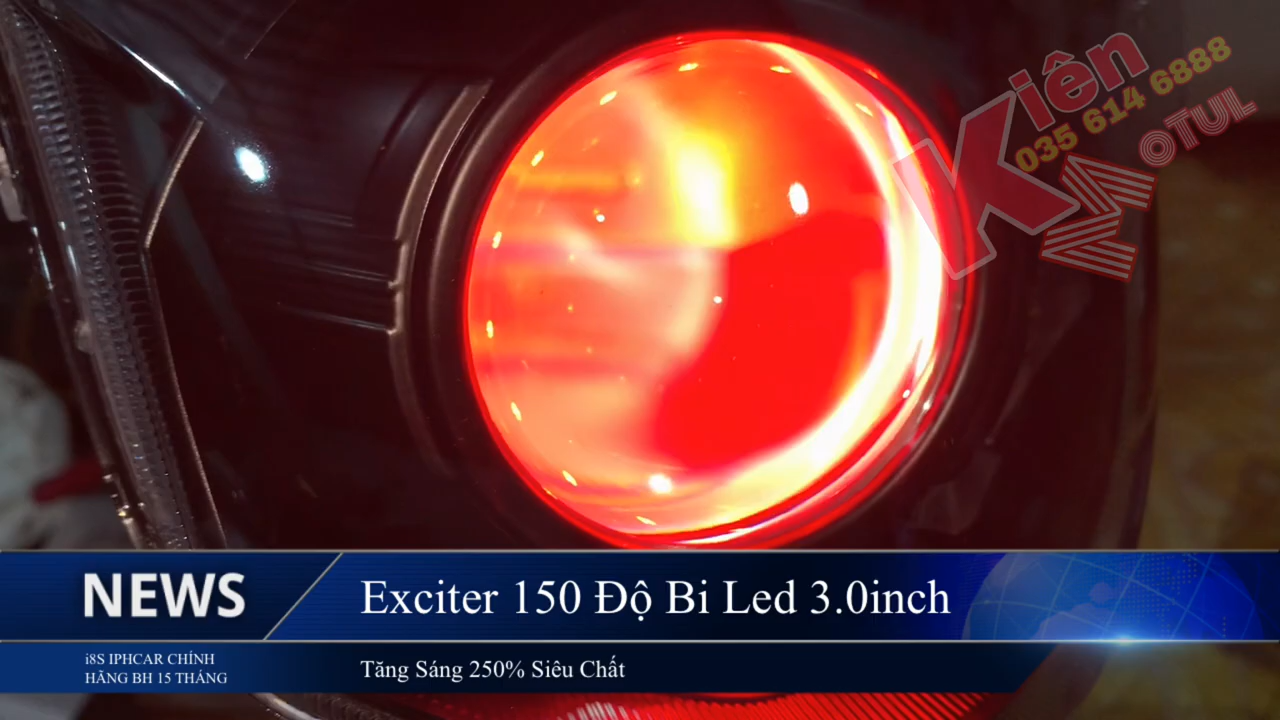 Kiên
035 614 6888
MOTUL
NEWS
Exciter 150 Độ Bi Led 3.0inch
i8S IPHCAR CHÍNH
HÃNG BH 15 THÁNG
Tăng Sáng 250% Siêu Chất